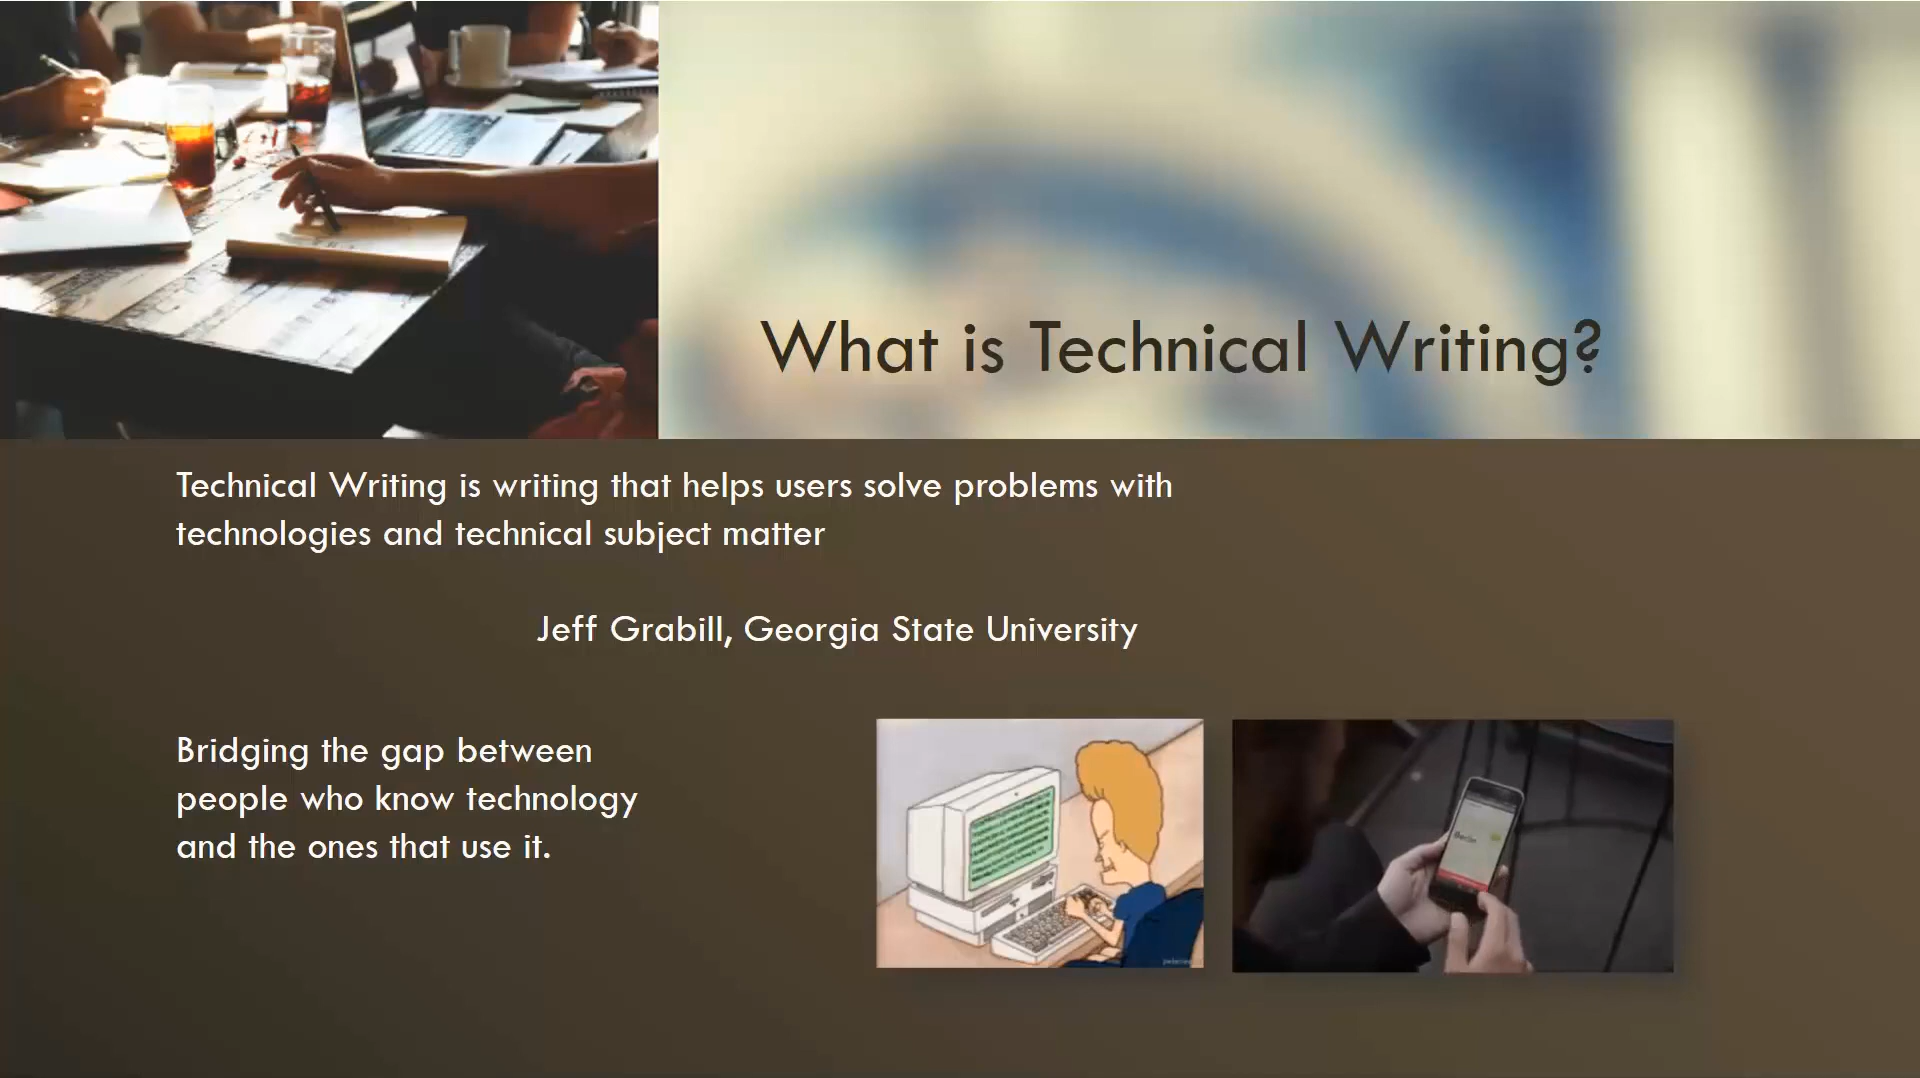 What is Technical Writing?
Technical Writing is writing that helps users solve problems with
technologies and technical subject matter
Jeff Grabill, Georgia State University
Bridging the gap between
people who know technology
and the ones that use it.
Berlin